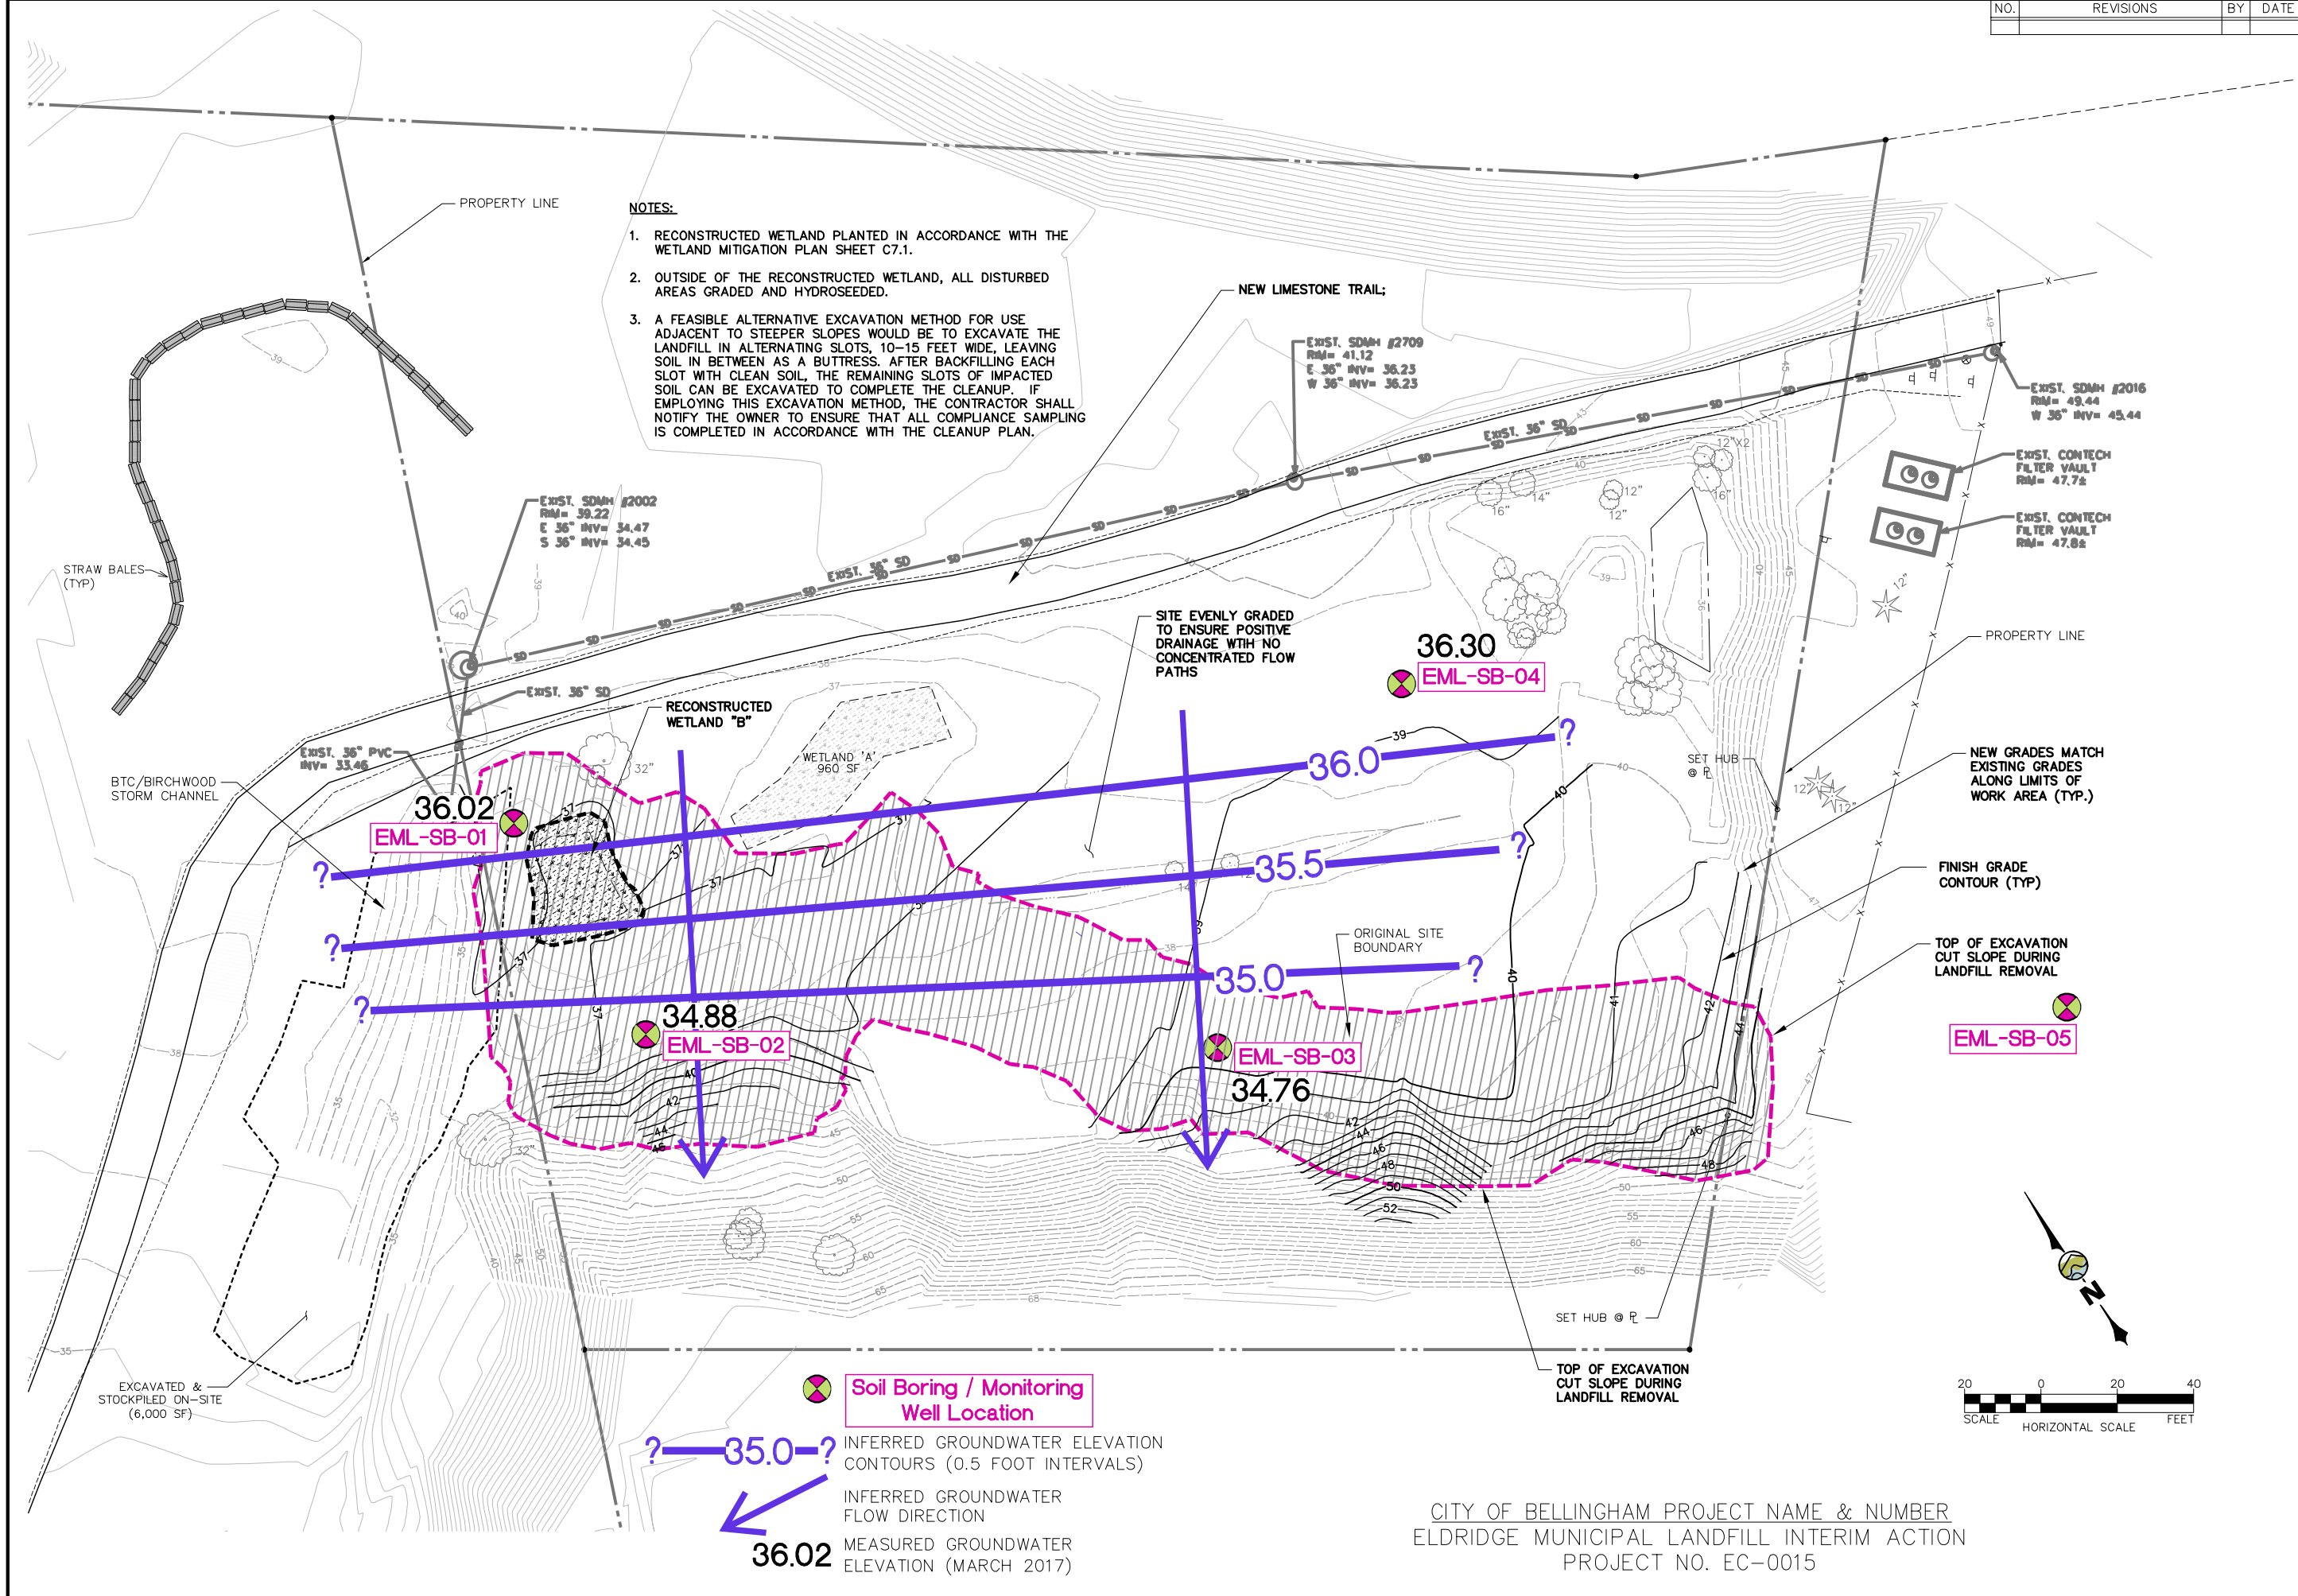 NO. REVISIONS BY DATE
PROPERTY LINE
NOTES:
1. RECONSTRUCTED WETLAND PLANTED IN ACCORDANCE WITH THE
WETLAND MITIGATION PLAN SHEET C7.1.
2. OUTSIDE OF THE RECONSTRUCTED WETLAND, ALL DISTURBED
AREAS GRADED AND HYDROSEEDED.
3. A FEASIBLE ALTERNATIVE EXCAVATION METHOD FOR USE
ADJACENT TO STEEPER SLOPES WOULD BE TO EXCAVATE THE
LANDFILL IN ALTERNATING SLOTS, 10-15 FEET WIDE, LEAVING
SOIL IN BETWEEN AS A BUTTRESS. AFTER BACKFILLING EACH
SLOT WITH CLEAN SOIL, THE REMAINING SLOTS OF IMPACTED
SOIL CAN BE EXCAVATED TO COMPLETE THE CLEANUP. IF
EMPLOYING THIS EXCAVATION METHOD, THE CONTRACTOR SHALL
NOTIFY THE OWNER TO ENSURE THAT ALL COMPLIANCE SAMPLING
IS COMPLETED IN ACCORDANCE WITH THE CLEANUP PLAN.
NEW LIMESTONE TRAIL;
EXIST. SDMH #2709
RIM= 41.12
E 36" INV= 36.23
W 36" INV= 36.23
EXIST. SDMH #2016
RIM= 49.44
W 36" INV= 45.44
EXIST. CONTECH
FILTER VAULT
RIM= 47.7±
EXIST. CONTECH
FILTER VAULT
RIM= 47.8±
EXIST. SDMH #2002
RIM= 39.22
E 36" INV= 34.47
S 36" INV= 34.45
EXIST. 36" SD
EXIST. 36" SD
STRAW BALES
(TYP)
12"X2
16"
14"
16"
12"
12"
12"
SITE EVENLY GRADED
TO ENSURE POSITIVE
DRAINAGE WTIH NO
CONCENTRATED FLOW
PATHS
36.30
EML-SB-04
PROPERTY LINE
EXIST. 36" SD
RECONSTRUCTED
WETLAND "B"
WETLAND 'A'
960 SF
32"
EXIST. 36" PVC
INV= 33.46
BTC/BIRCHWOOD
STORM CHANNEL
36.02
EML-SB-01
SET HUB
@ PL
12"
12"
NEW GRADES MATCH
EXISTING GRADES
ALONG LIMITS OF
WORK AREA (TYP.)
? 36.0 ?
? 35.5 ?
? 35.0 ?
FINISH GRADE
CONTOUR (TYP)
ORIGINAL SITE
BOUNDARY
TOP OF EXCAVATION
CUT SLOPE DURING
LANDFILL REMOVAL
34.88
EML-SB-02
EML-SB-03
34.76
EML-SB-05
32"
SET HUB @ PL
N
EXCAVATED &
STOCKPILED ON-SITE
(6,000 SF)
TOP OF EXCAVATION
CUT SLOPE DURING
LANDFILL REMOVAL
20 0 20 40
SCALE HORIZONTAL SCALE FEET
Soil Boring / Monitoring
Well Location
? 35.0 ? INFERRED GROUNDWATER ELEVATION
CONTOURS (0.5 FOOT INTERVALS)
INFERRED GROUNDWATER
FLOW DIRECTION
36.02 MEASURED GROUNDWATER
ELEVATION (MARCH 2017)
CITY OF BELLINGHAM PROJECT NAME & NUMBER
ELDRIDGE MUNICIPAL LANDFILL INTERIM ACTION
PROJECT NO. EC-0015